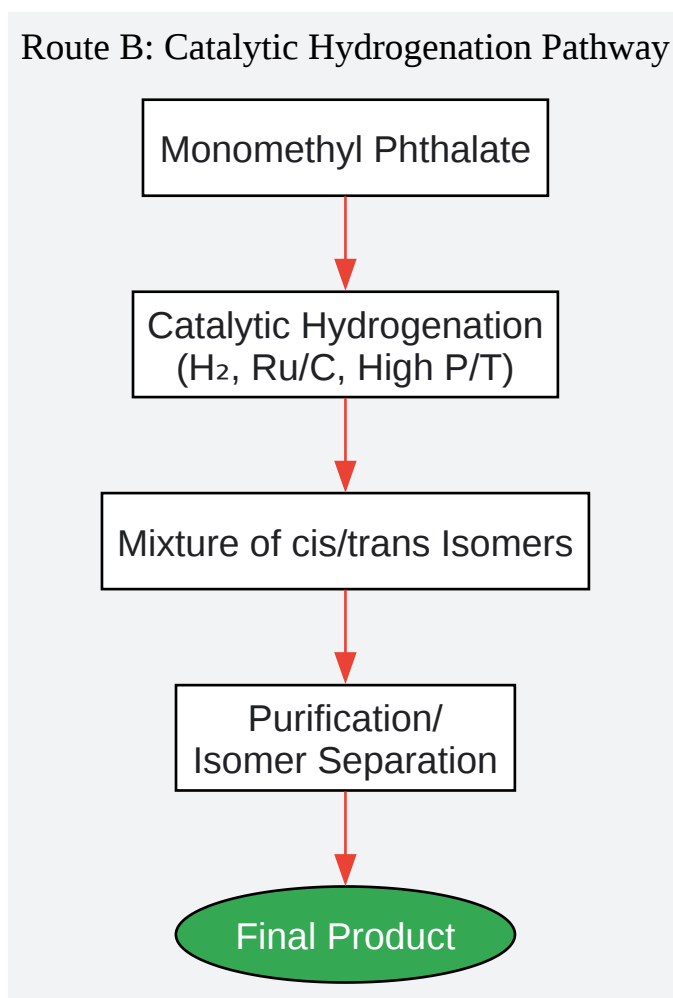 Route B: Catalytic Hydrogenation Pathway
Monomethyl Phthalate
Catalytic Hydrogenation
(H₂, Ru/C, High P/T)
Mixture of cis/trans Isomers
Purification/
Isomer Separation
Final Product